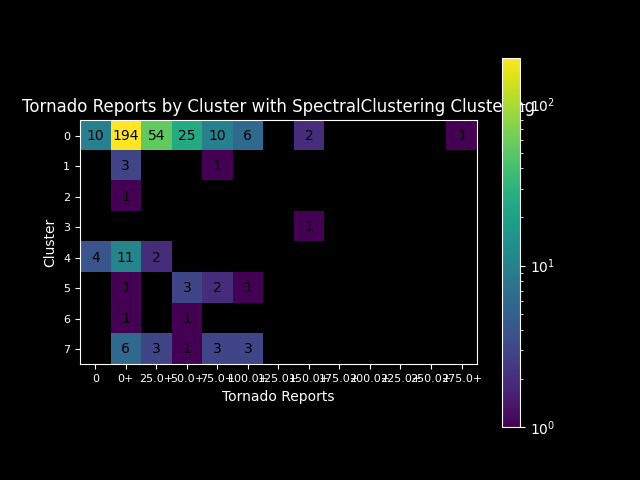 Tornado Reports by Cluster with SpectralClustering Clustering
0 10 194 54 25 10 6 2 1
1 3 1
2 1
3 1
4 4 11 2
5 1 3 2 1
6 1 1
7 6 3 1 3 3
Cluster
0 0+ 25.0+ 50.0+ 75.0+ 100.0+ 125.0+ 150.0+ 175.0+ 200.0+ 225.0+ 250.0+ 275.0+
Tornado Reports
10²
10¹
10⁰